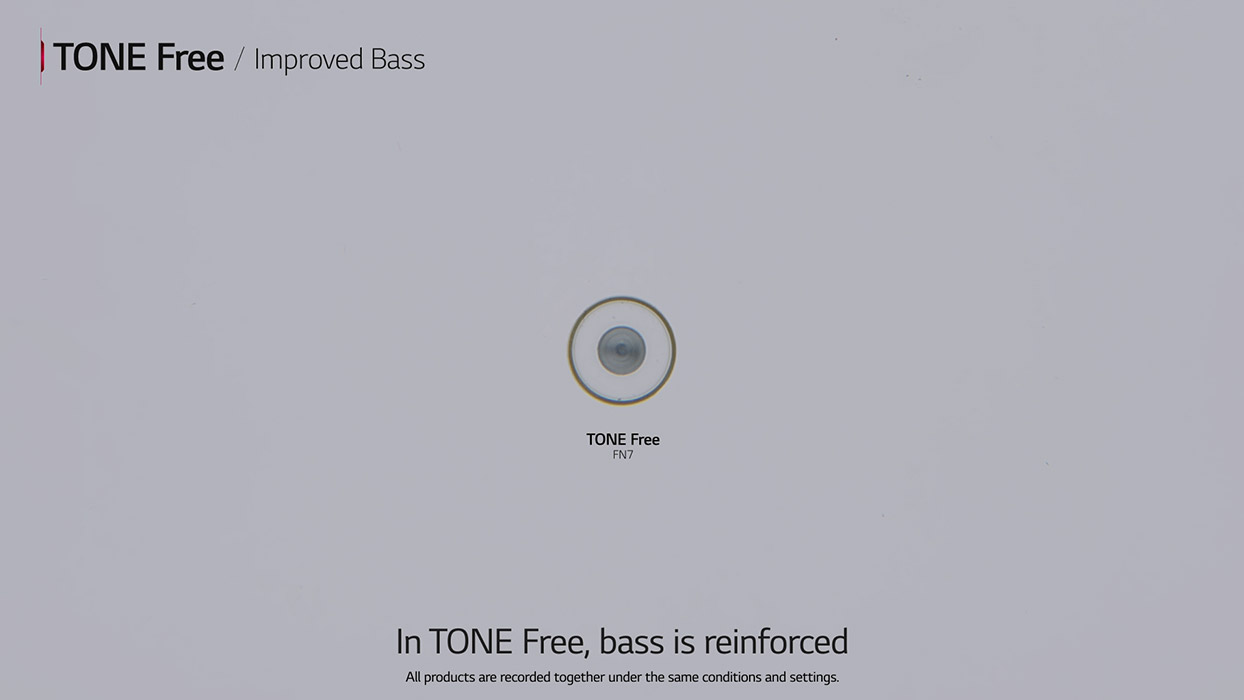 TONE Free / Improved Bass
TONE Free
FN7
In TONE Free, bass is reinforced
All products are recorded together under the same conditions and settings.